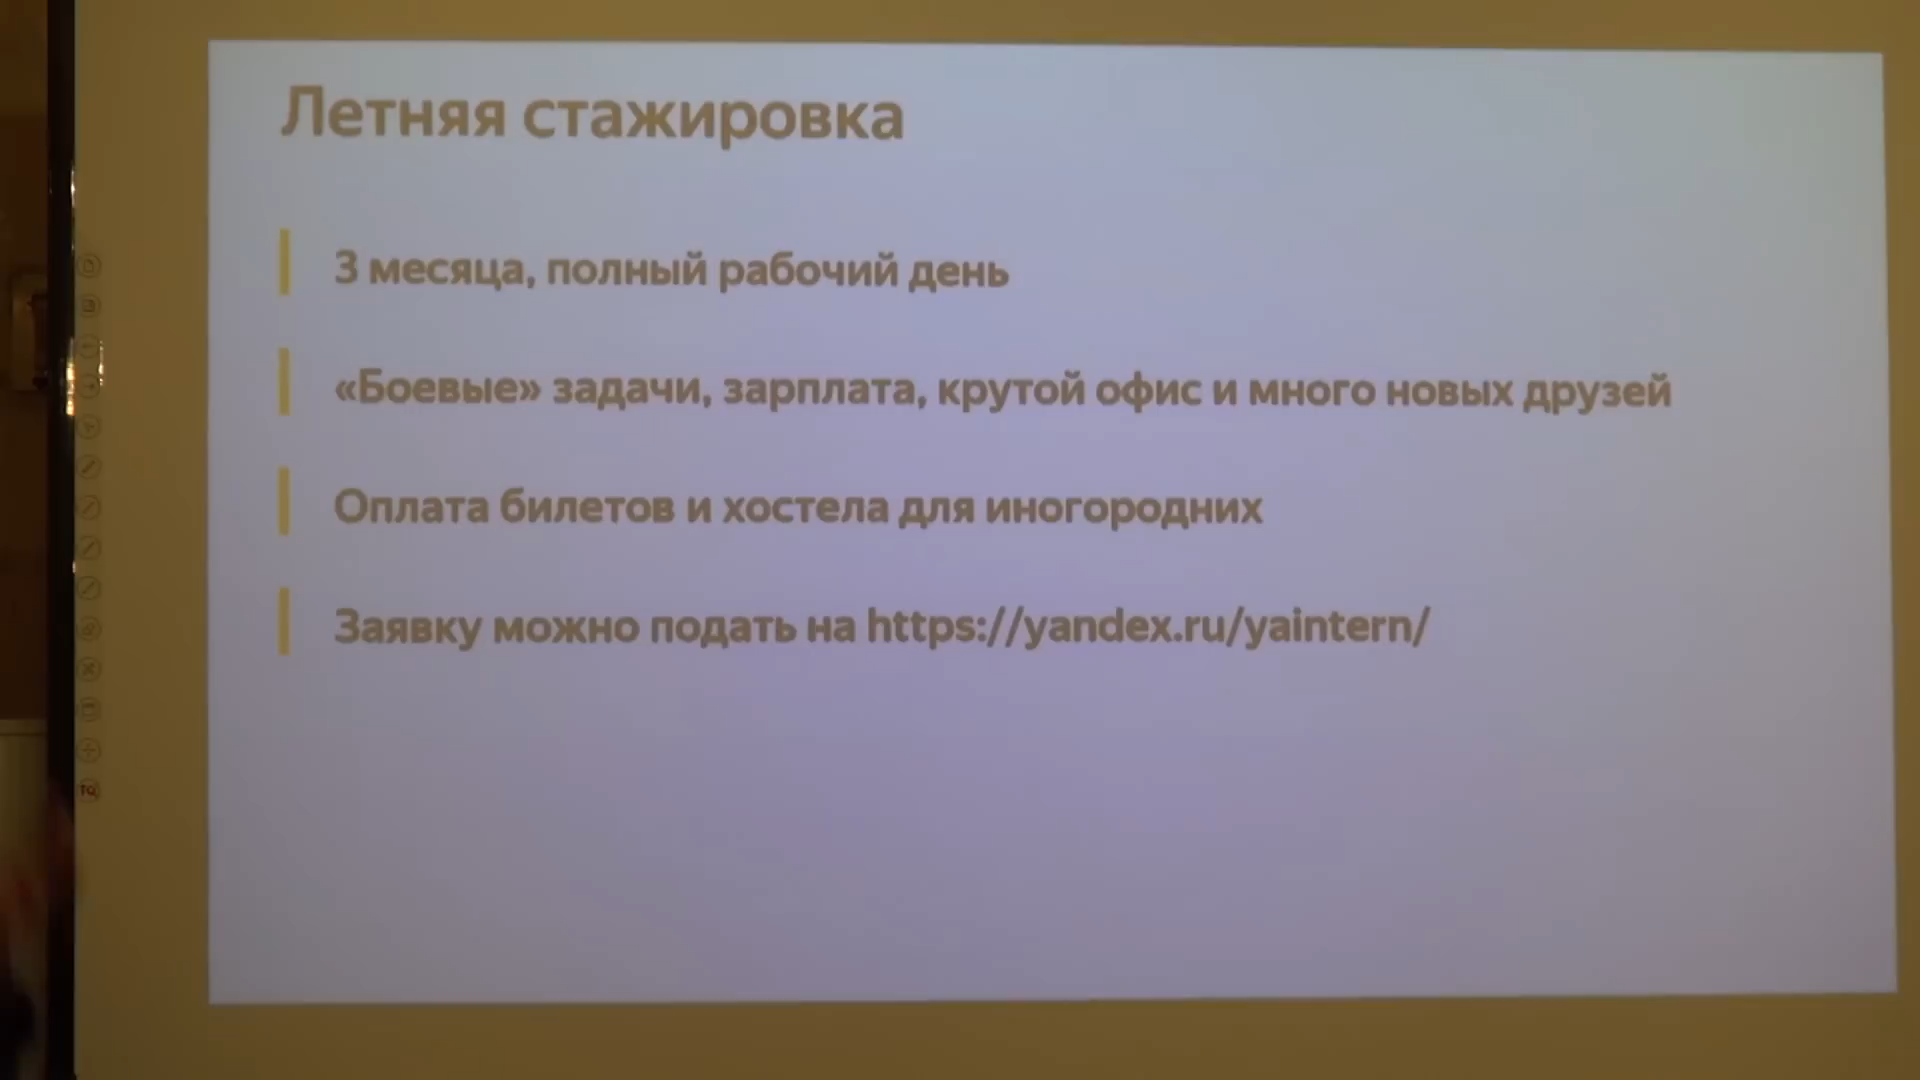 Летняя стажировка
3 месяца, полный рабочий день
«Боевые» задачи, зарплата, крутой офис и много новых друзей
Оплата билетов и хостела для иногородних
Заявку можно подать на https://yandex.ru/yaintern/